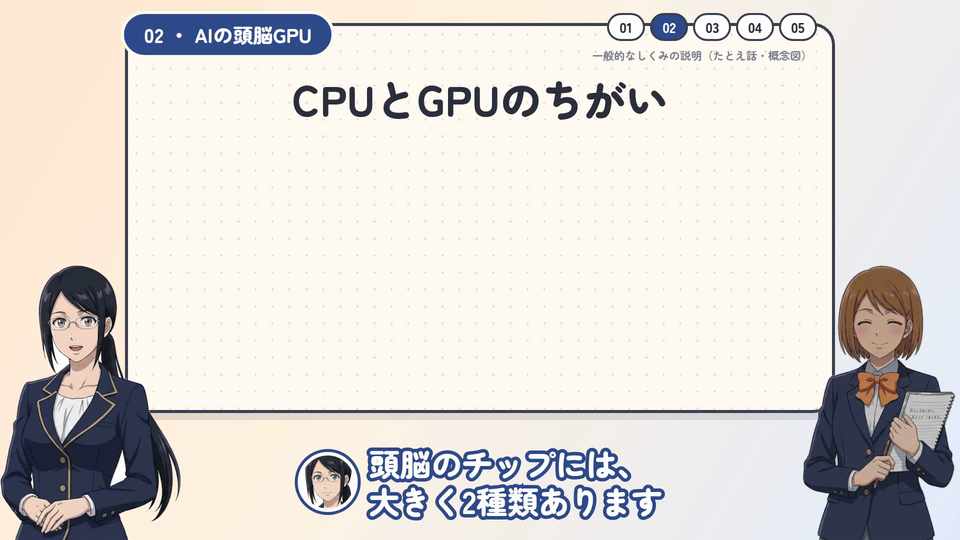 02 ・ AIの頭脳GPU
01 02 03 04 05
一般的なしくみの説明（たとえ話・概念図）
CPUとGPUのちがい
頭脳のチップには、
大きく2種類あります